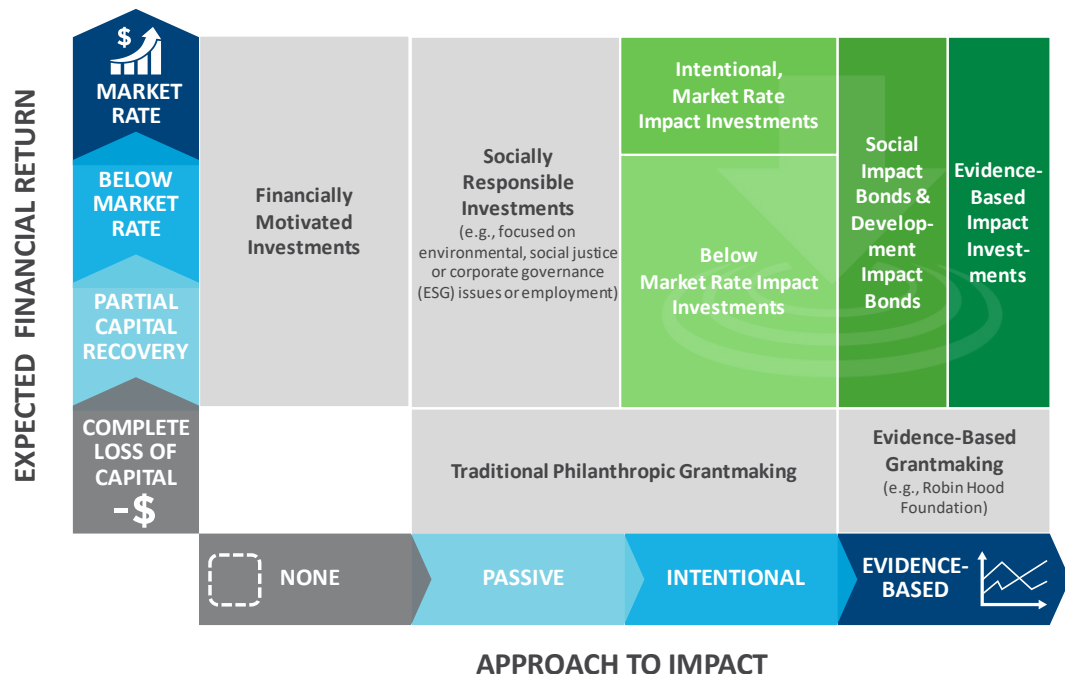 EXPECTED FINANCIAL RETURN
$
MARKET
RATE
BELOW
MARKET
RATE
PARTIAL
CAPITAL
RECOVERY
COMPLETE
LOSS OF
CAPITAL
-$
Financially
Motivated
Investments
Socially
Responsible
Investments
(e.g., focused on
environmental, social justice
or corporate governance
(ESG) issues or employment)
Intentional,
Market Rate
Impact Investments
Below
Market Rate Impact
Investments
Social
Impact
Bonds &
Develop-
ment
Impact
Bonds
Evidence-
Based
Impact
Invest-
ments
Traditional Philanthropic Grantmaking
Evidence-Based
Grantmaking
(e.g., Robin Hood
Foundation)
NONE
PASSIVE
INTENTIONAL
EVIDENCE-
BASED
APPROACH TO IMPACT